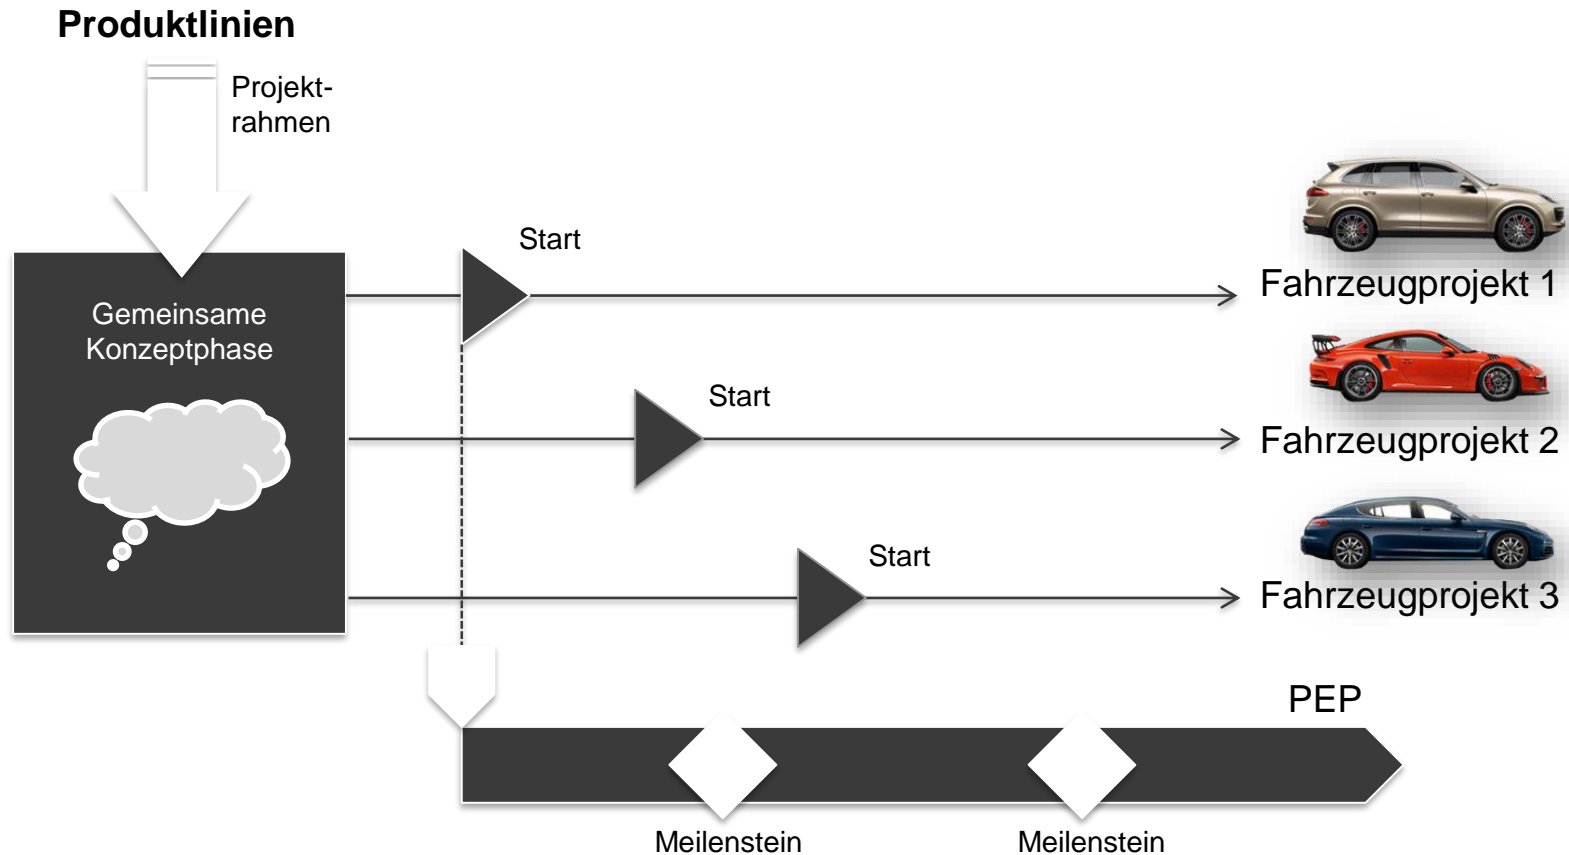 Produktlinien
Projekt-
rahmen
Gemeinsame
Konzeptphase
Start
Fahrzeugprojekt 1
Start
Fahrzeugprojekt 2
Start
Fahrzeugprojekt 3
PEP
Meilenstein
Meilenstein